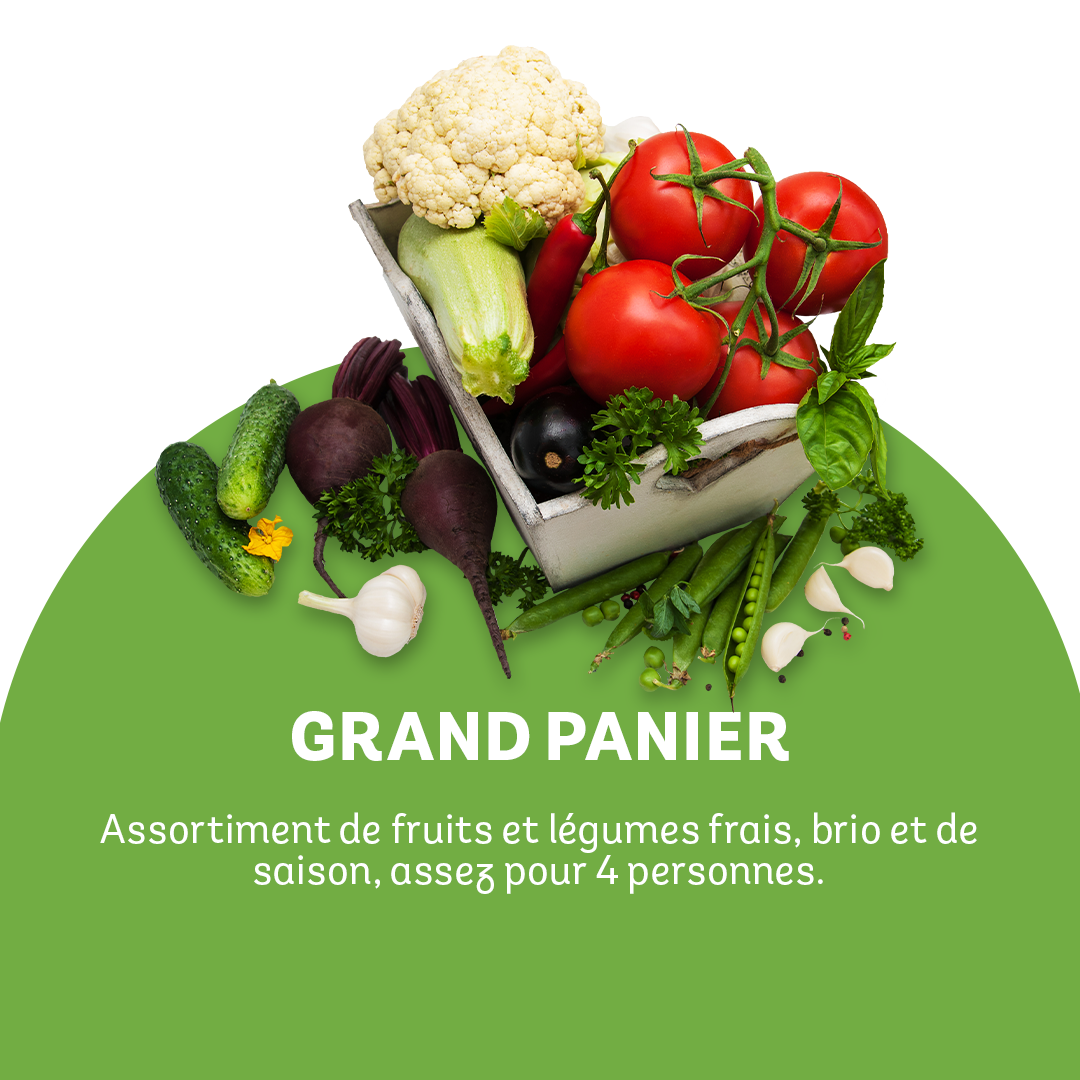 GRAND PANIER
Assortiment de fruits et légumes frais, brio et de
saison, assez pour 4 personnes.